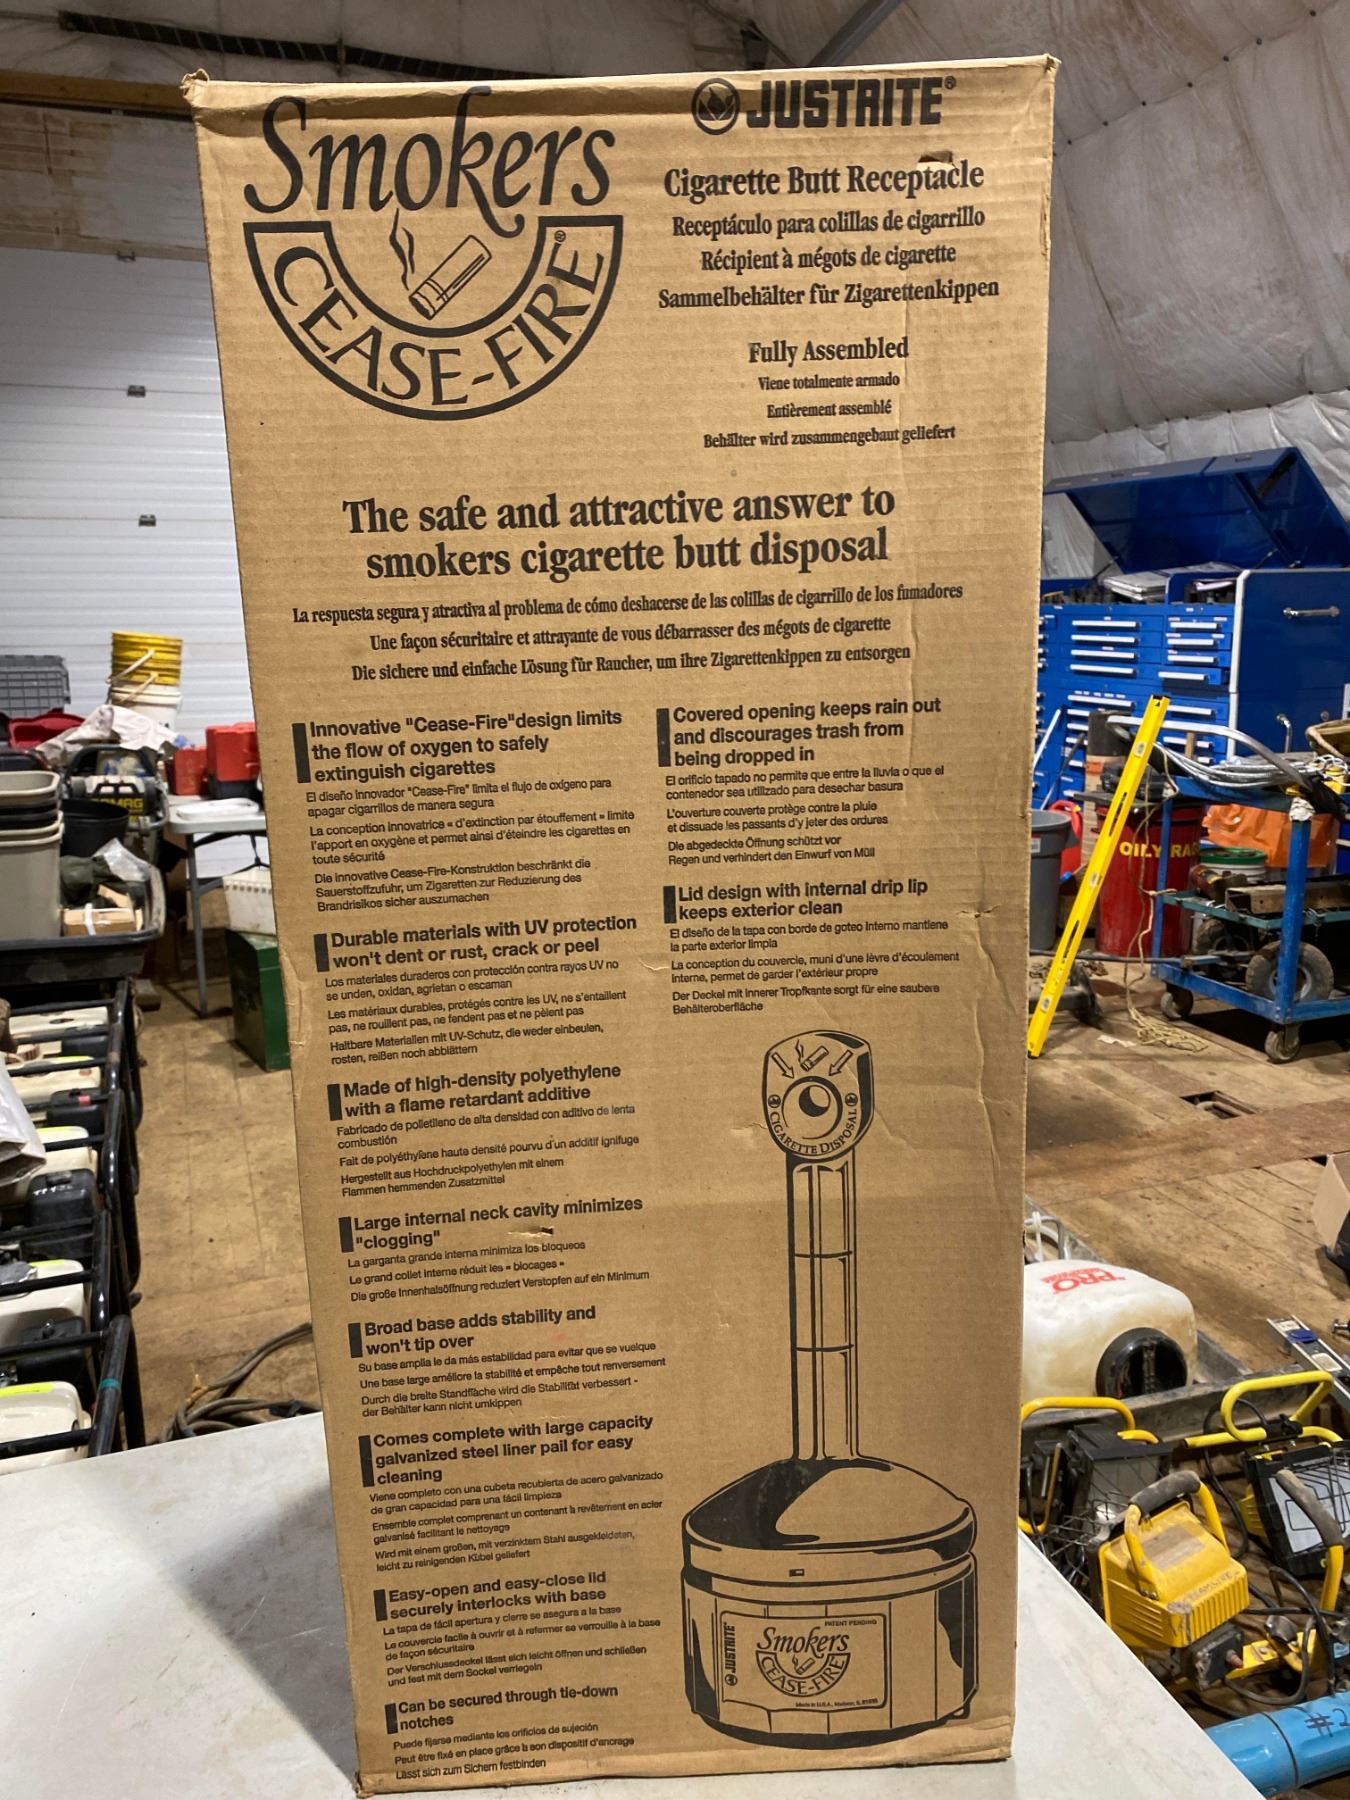 Smokers
CEASE-FIRE®
JUSTRITE®
Cigarette Butt Receptacle
Receptáculo para colillas de cigarrillo
Récipient à mégots de cigarette
Sammelbehälter für Zigarettenkippen
Fully Assembled
Viene totalmente armado
Entièrement assemblé
Behälter wird zusammengebaut geliefert
The safe and attractive answer to
smokers cigarette butt disposal
La respuesta segura y atractiva al problema de cómo deshacerse de las colillas de cigarrillo de los fumadores
Une façon sécuritaire et attrayante de vous débarrasser des mégots de cigarette
Die sichere und einfache Lösung für Raucher, um ihre Zigarettenkippen zu entsorgen
Innovative "Cease-Fire"design limits
the flow of oxygen to safely
extinguish cigarettes
El diseño Innovador "Cease-Fire" limita el flujo de oxígeno para
apagar cigarrillos de manera segura
La conception innovatrice « d'extinction par étouffement » limite
l'apport en oxygène et permet ainsi d'éteindre les cigarettes en
toute sécurité
Die innovative Cease-Fire-Konstruktion beschränkt die
Sauerstoffzufuhr, um Zigaretten zur Reduzierung des
Brandrisikos sicher auszumachen
Durable materials with UV protection
won't dent or rust, crack or peel
Los materiales duraderos con protección contra rayos UV no
se unden, oxidan, agrietan o escaman
Les matériaux durables, protégés contre les UV, ne s'entaillent
pas, ne rouillent pas, ne fendent pas et ne pèlent pas
Haltbare Materialien mit UV-Schutz, die weder einbeulen,
rosten, reißen noch abblättern
Made of high-density polyethylene
with a flame retardant additive
Fabricado de polietileno de alta densidad con aditivo de lenta
combustión
Fait de polyéthylène haute densité pourvu d'un additif ignifuge
Hergestellt aus Hochdruckpolyethylen mit einem
Flammen hemmenden Zusatzmittel
Large internal neck cavity minimizes
"clogging"
La garganta grande interna minimiza los bloqueos
Le grand collet interne réduit les « blocages »
Die große Innenhalsöffnung reduziert Verstopfen auf ein Minimum
Broad base adds stability and
won't tip over
Su base amplia le da más estabilidad para evitar que se vuelque
Une base large améliore la stabilité et empêche tout renversement
Durch die breite Standfläche wird die Stabilität verbessert -
der Behälter kann nicht umkippen
Comes complete with large capacity
galvanized steel liner pail for easy
cleaning
Viene completo con una cubeta recubierta de acero galvanizado
de gran capacidad para una fácil limpieza
Ensemble complet comprenant un contenant à revêtement en acier
galvanisé facilitant le nettoyage
Wird mit einem großen, mit verzinktem Stahl ausgekleideten,
leicht zu reinigenden Kübel geliefert
Easy-open and easy-close lid
securely interlocks with base
La tapa de fácil apertura y cierre se asegura a la base
Le couvercle facile à ouvrir et à refermer se verrouille à la base
de façon sécuritaire
Der Verschlussdeckel lässt sich leicht öffnen und schließen
und fest mit dem Sockel verriegeln
Can be secured through tie-down
notches
Puede fijarse mediante los orificios de sujeción
Peut être fixé en place grâce à son dispositif d'ancrage
Lässt sich zum Sichern festbinden
Covered opening keeps rain out
and discourages trash from
being dropped in
El orificio tapado no permite que entre la lluvia o que el
contenedor sea utilizado para desechar basura
L'ouverture couverte protège contre la pluie
et dissuade les passants d'y jeter des ordures
Die abgedeckte Öffnung schützt vor
Regen und verhindert den Einwurf von Müll
Lid design with internal drip lip
keeps exterior clean
El diseño de la tapa con borde de goteo interno mantiene
la parte exterior limpia
La conception du couvercle, muni d'une lèvre d'écoulement
interne, permet de garder l'extérieur propre
Der Deckel mit innerer Tropfkante sorgt für eine saubere
Behälteroberfläche
CIGARETTE DISPOSAL
PATENT PENDING
JUSTRITE
Smokers
CEASE-FIRE
Made in U.S.A.
OILY RAG
PRO
#2